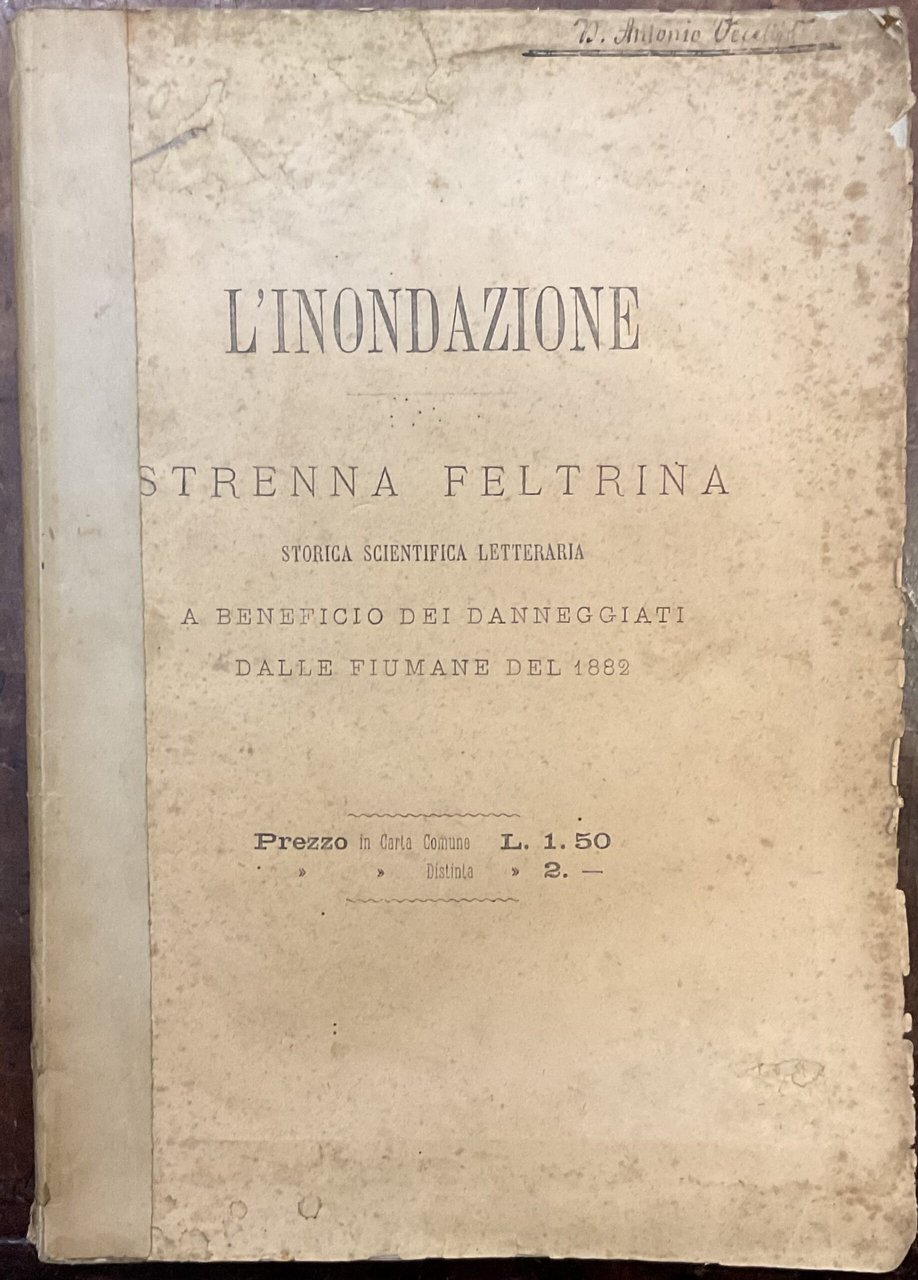 D. Antonio
L'INONDAZIONE
STRENNA FELTRINA
STORICA SCIENTIFICA LETTERARIA
A BENEFICIO DEI DANNEGGIATI
DALLE FIUMANE DEL 1882
Prezzo in Carta Comune L. 1. 50
» » Distinta » 2. —